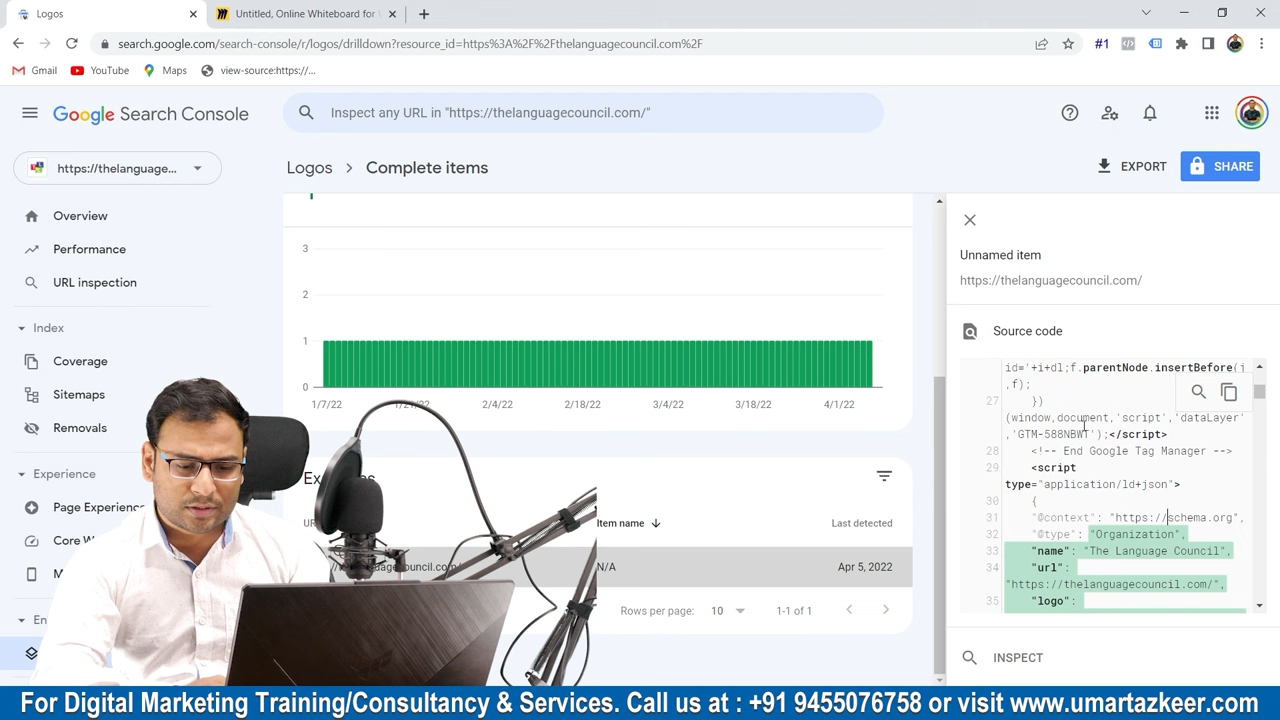 Logos
Untitled, Online Whiteboard for
search.google.com/search-console/r/logos/drilldown?resource_id=https%3A%2F%2Fthelanguagecouncil.com%2F
#1
Gmail
YouTube
Maps
view-source:https://...
Google Search Console
Inspect any URL in "https://thelanguagecouncil.com/"
https://thelanguage...
Logos
Complete items
EXPORT
SHARE
Overview
Performance
URL inspection
Index
Coverage
Sitemaps
Removals
Experience
Page Experienc
Core W
M
En
3
2
1
0
1/7/22
2/4/22
2/18/22
3/4/22
3/18/22
4/1/22
Item name
Last detected
N/A
Apr 5, 2022
Rows per page:
10
1-1 of 1
Unnamed item
https://thelanguagecouncil.com/
Source code
id='+i+dl;f.parentNode.insertBefore(j
,f);
27 })
(window,document,'script','dataLayer'
,'GTM-588NBWT');</script>
28 <!-- End Google Tag Manager -->
29 <script
type="application/ld+json">
30 {
31 "@context": "https://schema.org",
32 "@type": "Organization",
33 "name": "The Language Council",
34 "url":
"https://thelanguagecouncil.com/",
35 "logo":
INSPECT
For Digital Marketing Training/Consultancy & Services. Call us at : +91 9455076758 or visit www.umartazkeer.com